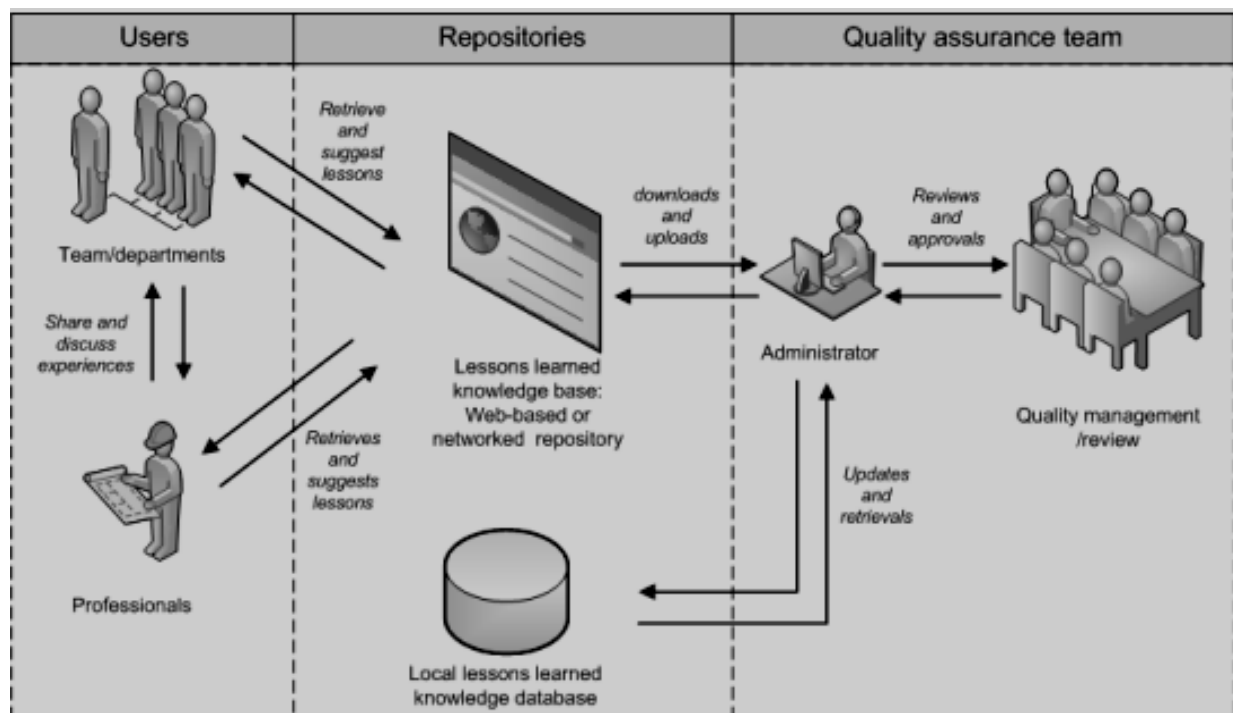 Users
Repositories
Quality assurance team
Retrieve
and
suggest
lessons
downloads
and
uploads
Reviews
and
approvals
Team/departments
Share and
discuss
experiences
Administrator
Lessons learned
knowledge base:
Web-based or
networked repository
Quality management
/review
Retrieves
and
suggests
lessons
Updates
and
retrievals
Professionals
Local lessons learned
knowledge database